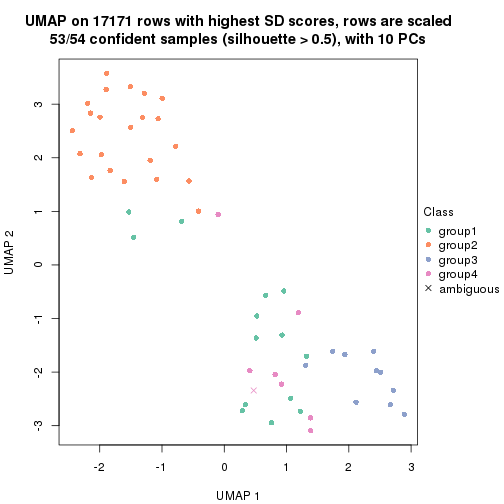 UMAP on 17171 rows with highest SD scores, rows are scaled
53/54 confident samples (silhouette > 0.5), with 10 PCs
3
2
1
0
-1
-2
-3
UMAP 2
-2
-1
0
1
2
3
UMAP 1
Class
group1
group2
group3
group4
ambiguous